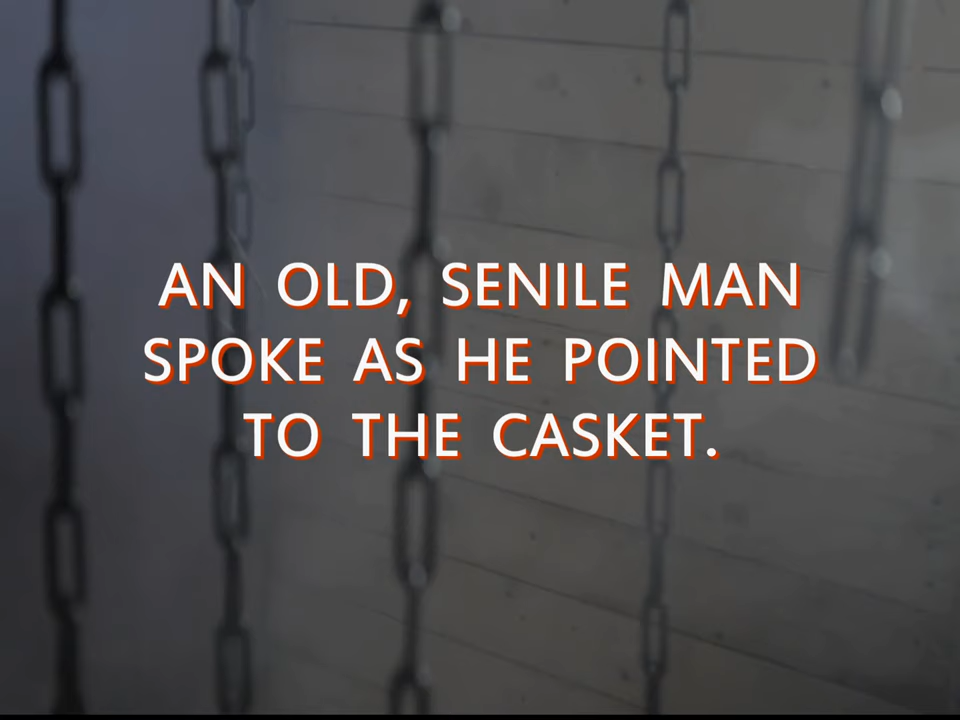 AN OLD, SENILE MAN
SPOKE AS HE POINTED
TO THE CASKET.